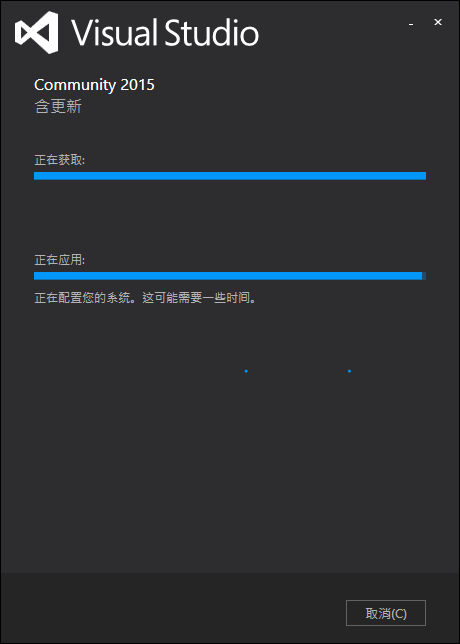 Visual Studio
Community 2015
含更新
正在获取:
正在应用:
正在配置您的系统。这可能需要一些时间。
取消(C)